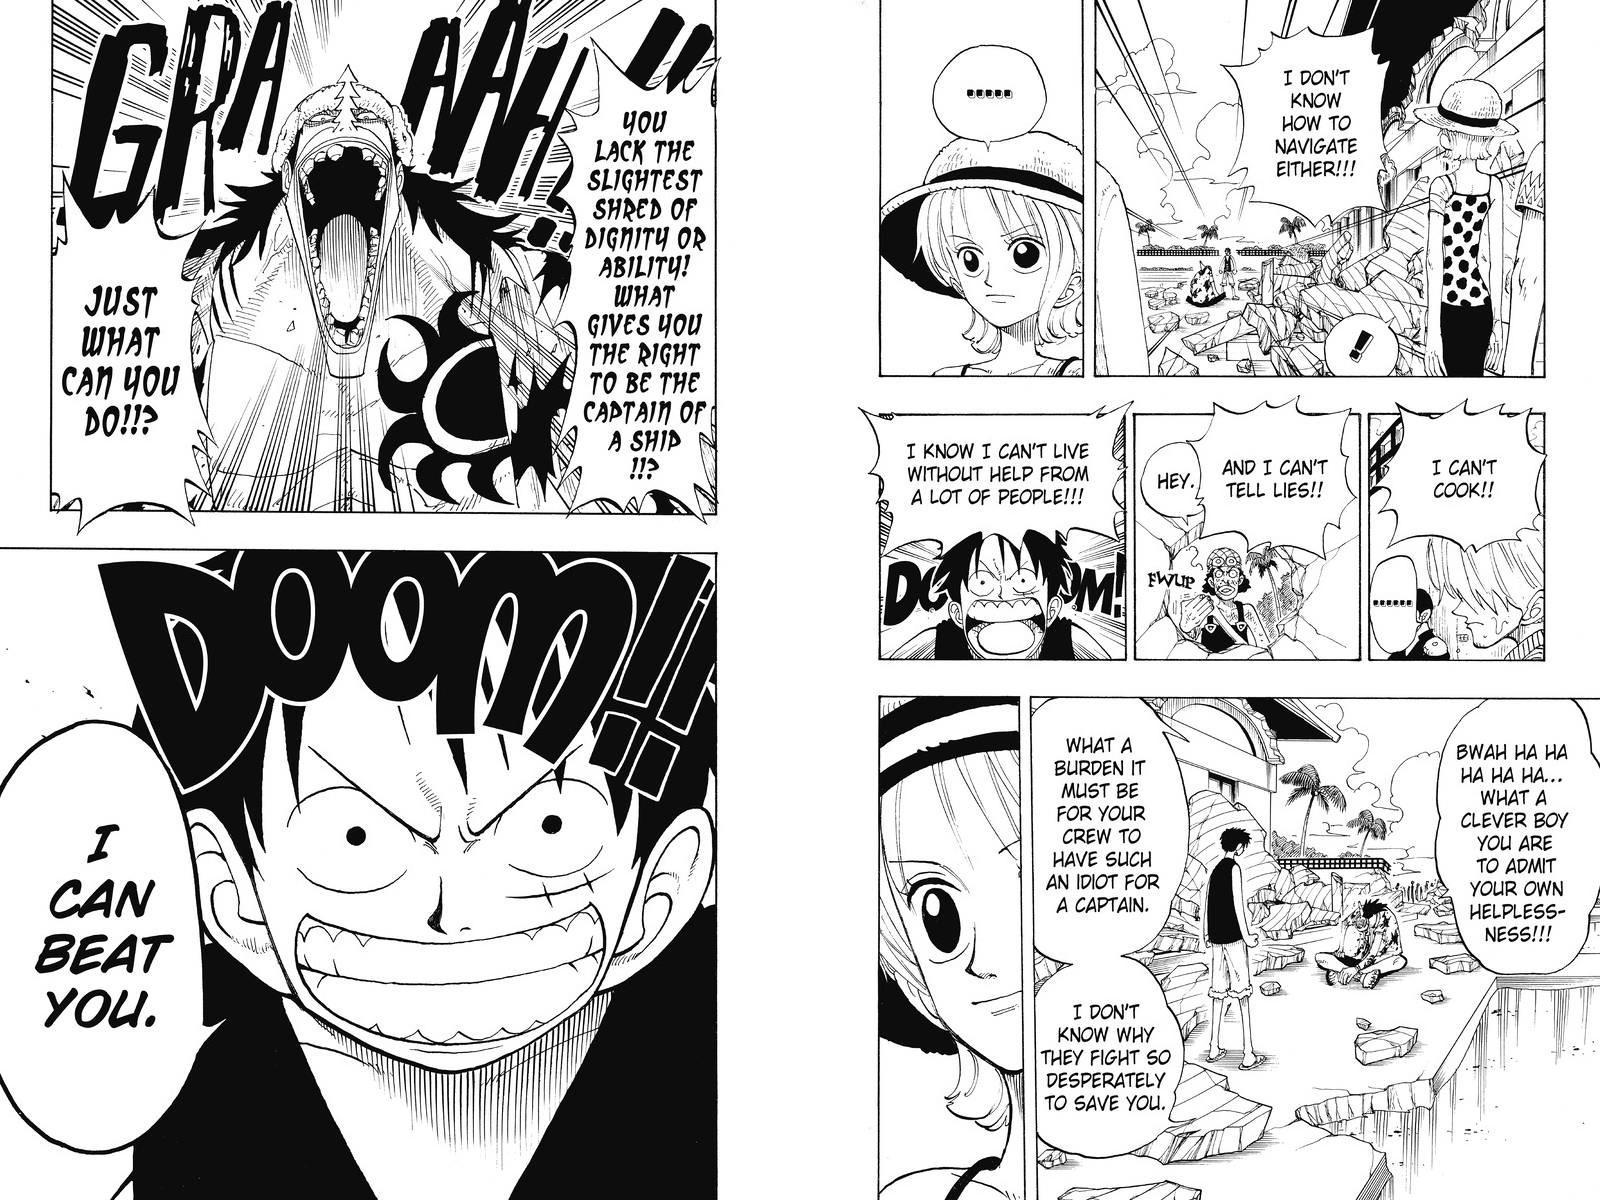 I DON'T
KNOW
HOW TO
NAVIGATE
EITHER!!!
!!
......
I CAN'T
COOK!!
......
AND I CAN'T
TELL LIES!!
HEY.
FWUP
I KNOW I CAN'T LIVE
WITHOUT HELP FROM
A LOT OF PEOPLE!!!
DOOOM!
BWAH HA HA
HA HA HA...
WHAT A
CLEVER BOY
YOU ARE
TO ADMIT
YOUR OWN
HELPLESS-
NESS!!!
WHAT A
BURDEN IT
MUST BE
FOR YOUR
CREW TO
HAVE SUCH
AN IDIOT FOR
A CAPTAIN.
I DON'T
KNOW WHY
THEY FIGHT SO
DESPERATELY
TO SAVE YOU.
GRAAAAH!!
YOU
LACK THE
SLIGHTEST
SHRED OF
DIGNITY OR
ABILITY!
WHAT
GIVES YOU
THE RIGHT
TO BE THE
CAPTAIN OF
A SHIP
!!?
JUST
WHAT
CAN YOU
DO!!?
DOOM!!
I
CAN
BEAT
YOU.